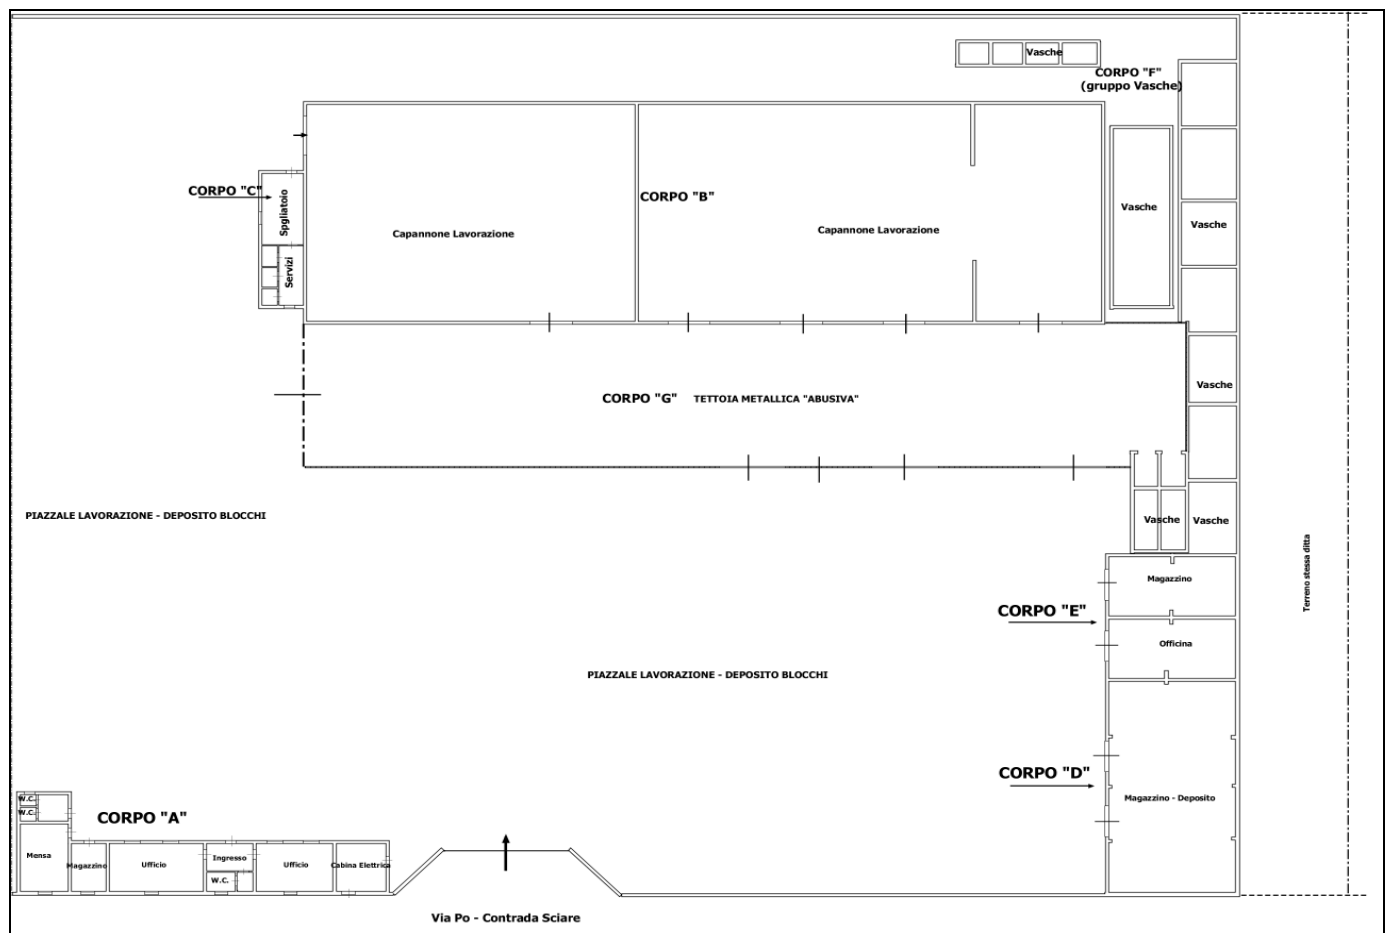 Vasche
CORPO "F"
(gruppo Vasche)
CORPO "C"
Spgliatoio
Servizi
CORPO "B"
Capannone Lavorazione
Capannone Lavorazione
Vasche
Vasche
Vasche
CORPO "G"
TETTOIA METALLICA "ABUSIVA"
PIAZZALE LAVORAZIONE - DEPOSITO BLOCCHI
Vasche
Vasche
Terreno stessa ditta
Magazzino
CORPO "E"
Officina
PIAZZALE LAVORAZIONE - DEPOSITO BLOCCHI
CORPO "D"
Magazzino - Deposito
W.C.
W.C.
CORPO "A"
Mensa
Magazzino
Ufficio
Ingresso
W.C.
Ufficio
Cabina Elettrica
Via Po - Contrada Sciare